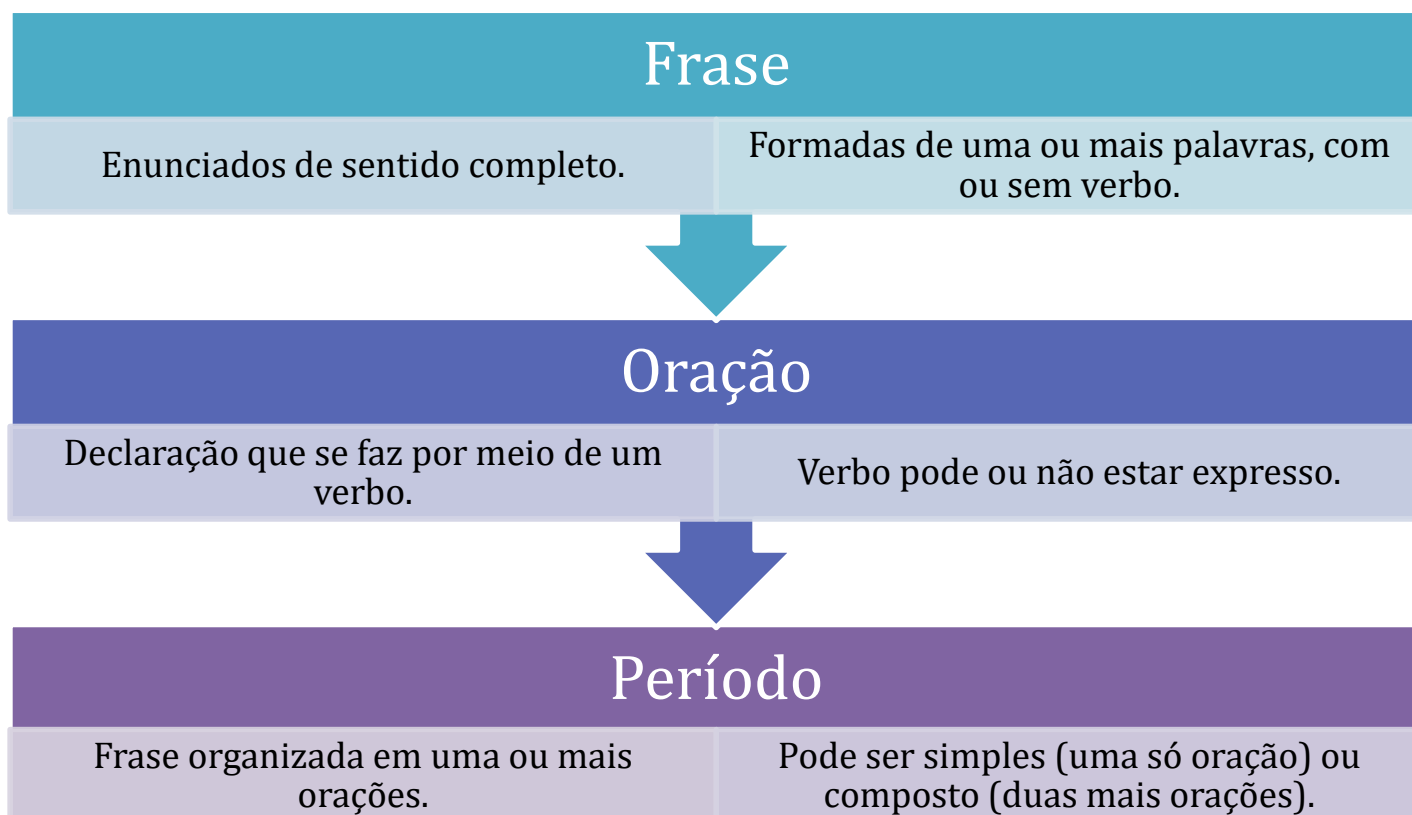 Frase
Enunciados de sentido completo.
Formadas de uma ou mais palavras, com
ou sem verbo.
Oração
Declaração que se faz por meio de um
verbo.
Verbo pode ou não estar expresso.
Período
Frase organizada em uma ou mais
orações.
Pode ser simples (uma só oração) ou
composto (duas mais orações).